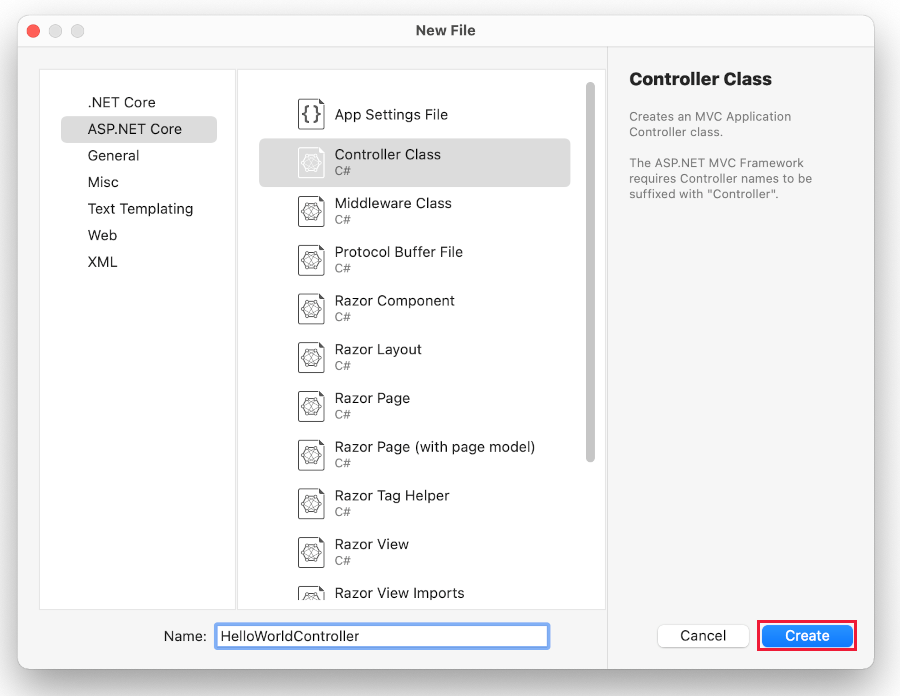 New File
.NET Core
ASP.NET Core
General
Misc
Text Templating
Web
XML
{}
App Settings File
Controller Class
C#
Middleware Class
C#
Protocol Buffer File
C#
Razor Component
C#
Razor Layout
C#
Razor Page
C#
Razor Page (with page model)
C#
Razor Tag Helper
C#
Razor View
C#
Razor View Imports
Controller Class
Creates an MVC Application
Controller class.
The ASP.NET MVC Framework
requires Controller names to be
suffixed with "Controller".
Name: HelloWorldController
Cancel
Create